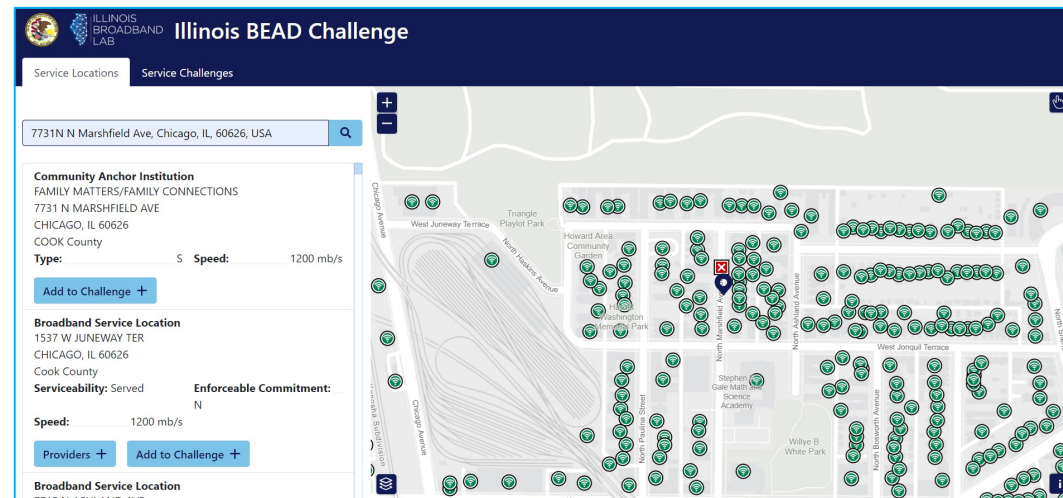 ILLINOIS
BROADBAND
LAB
Illinois BEAD Challenge
Service Locations
Service Challenges
7731N N Marshfield Ave, Chicago, IL, 60626, USA
Community Anchor Institution
FAMILY MATTERS/FAMILY CONNECTIONS
7731 N MARSHFIELD AVE
CHICAGO, IL 60626
COOK County
Type: S Speed: 1200 mb/s
Add to Challenge +
Broadband Service Location
1537 W JUNEWAY TER
CHICAGO, IL 60626
Cook County
Serviceability: Served Enforceable Commitment:
N
Speed: 1200 mb/s
Providers + Add to Challenge +
Broadband Service Location
+
−
Chicago Avenue
West Juneway Terrace
Triangle
Playlot Park
North Haskins Avenue
Howard Area
Community
Garden
Washington
Park
North Marshfield
North Ashland Avenue
West Jonquil Terrace
Stephen
Gale Math
Science
Academy
North Paulina Street
Chicago Avenue
Subdivision
Willye B
White Park
North Bosworth Avenue
North